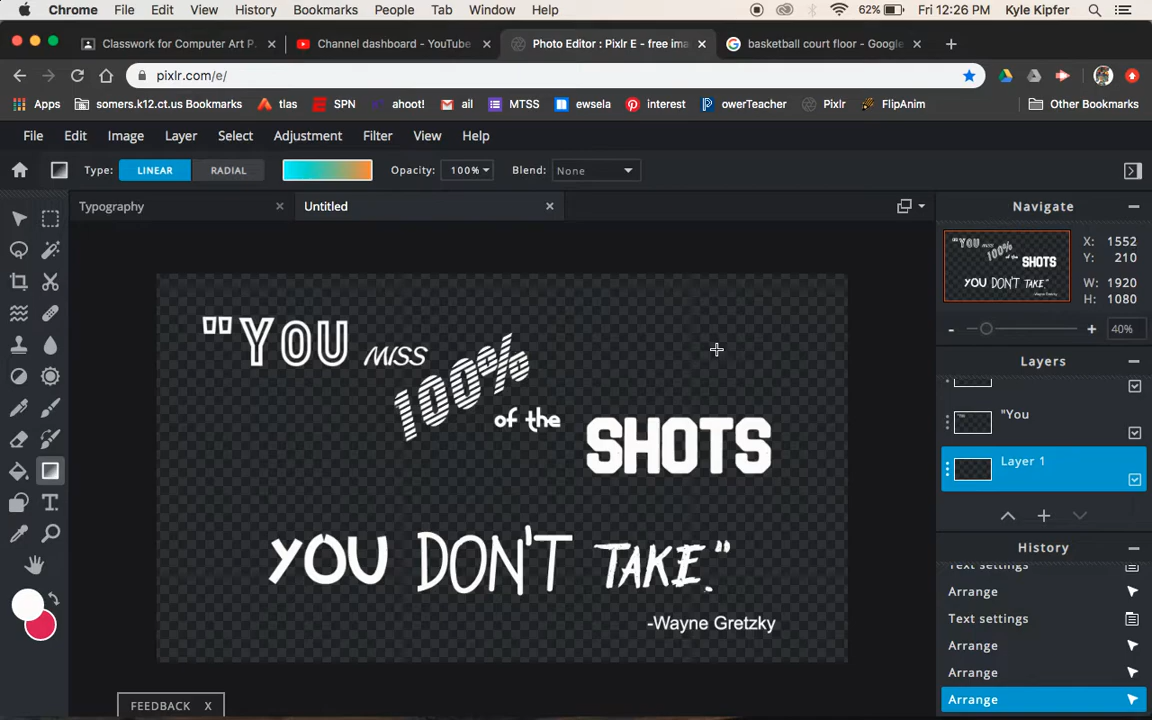 Chrome File Edit View History Bookmarks People Tab Window Help 62% Fri 12:26 PM Kyle Kipfer
Classwork for Computer Art P. Channel dashboard - YouTube Photo Editor : Pixlr E - free ima basketball court floor - Google
pixlr.com/e/
Apps somers.k12.ct.us Bookmarks tlas SPN ahoot! ail MTSS ewsela interest owerTeacher Pixlr FlipAnim Other Bookmarks
File Edit Image Layer Select Adjustment Filter View Help
Type: LINEAR RADIAL Opacity: 100% Blend: None
Typography Untitled Navigate
X: 1552
Y: 210
W: 1920
H: 1080
40%
Layers
"You
Layer 1
History
Text settings
Arrange
Text settings
Arrange
Arrange
Arrange
"YOU MISS
100%
of the
SHOTS
YOU DON'T TAKE."
-Wayne Gretzky
FEEDBACK X